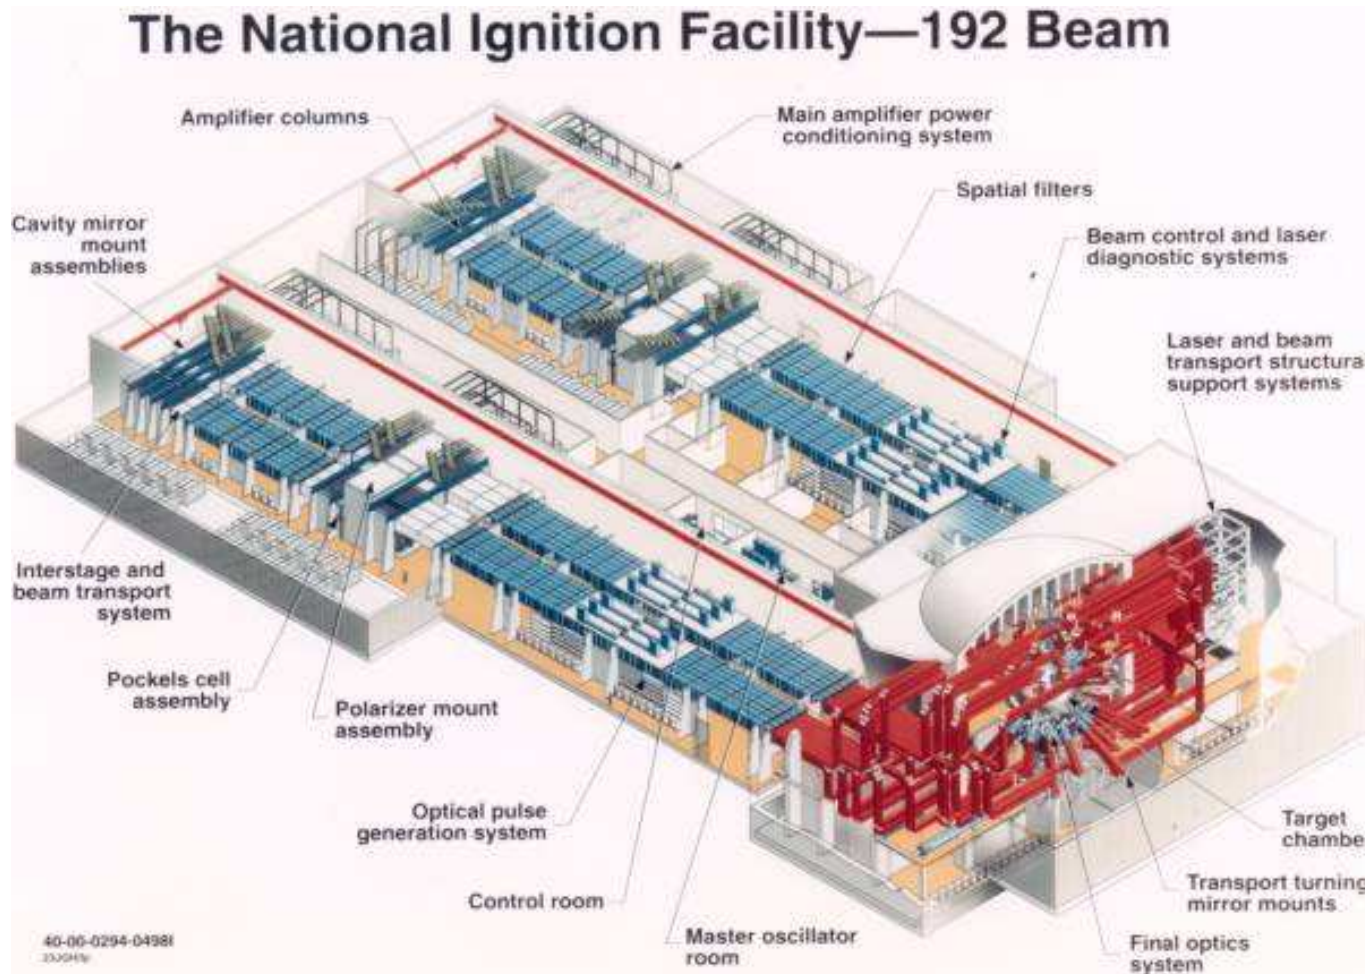 The National Ignition Facility—192 Beam
Amplifier columns
Main amplifier power
conditioning system
Spatial filters
Cavity mirror
mount
assemblies
Beam control and laser
diagnostic systems
Laser and beam
transport structura
support systems
Interstage and
beam transport
system
Pockels cell
assembly
Polarizer mount
assembly
Optical pulse
generation system
Control room
Master oscillator
room
Target
chambe
Transport turning
mirror mounts
Final optics
system
40-00-0294-0498I